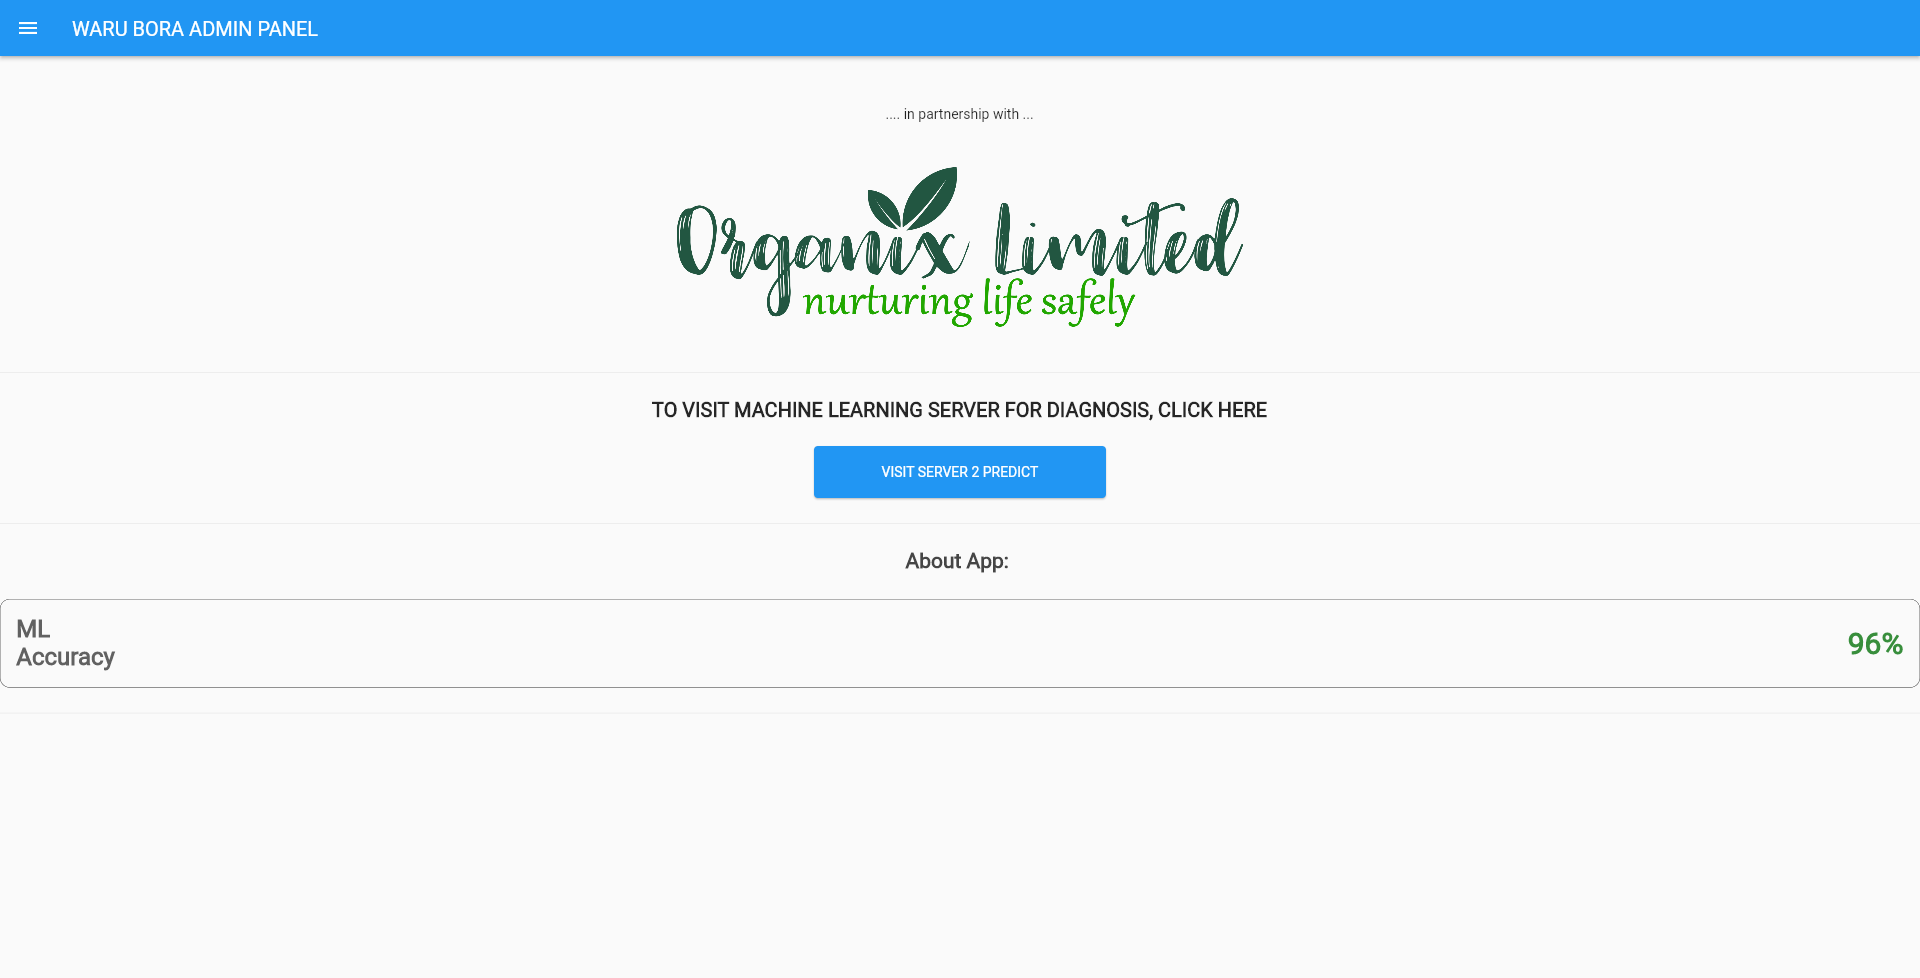 WARU BORA ADMIN PANEL
.... in partnership with ...
Organix Limited
nurturing life safely
TO VISIT MACHINE LEARNING SERVER FOR DIAGNOSIS, CLICK HERE
VISIT SERVER 2 PREDICT
About App:
ML
Accuracy
96%